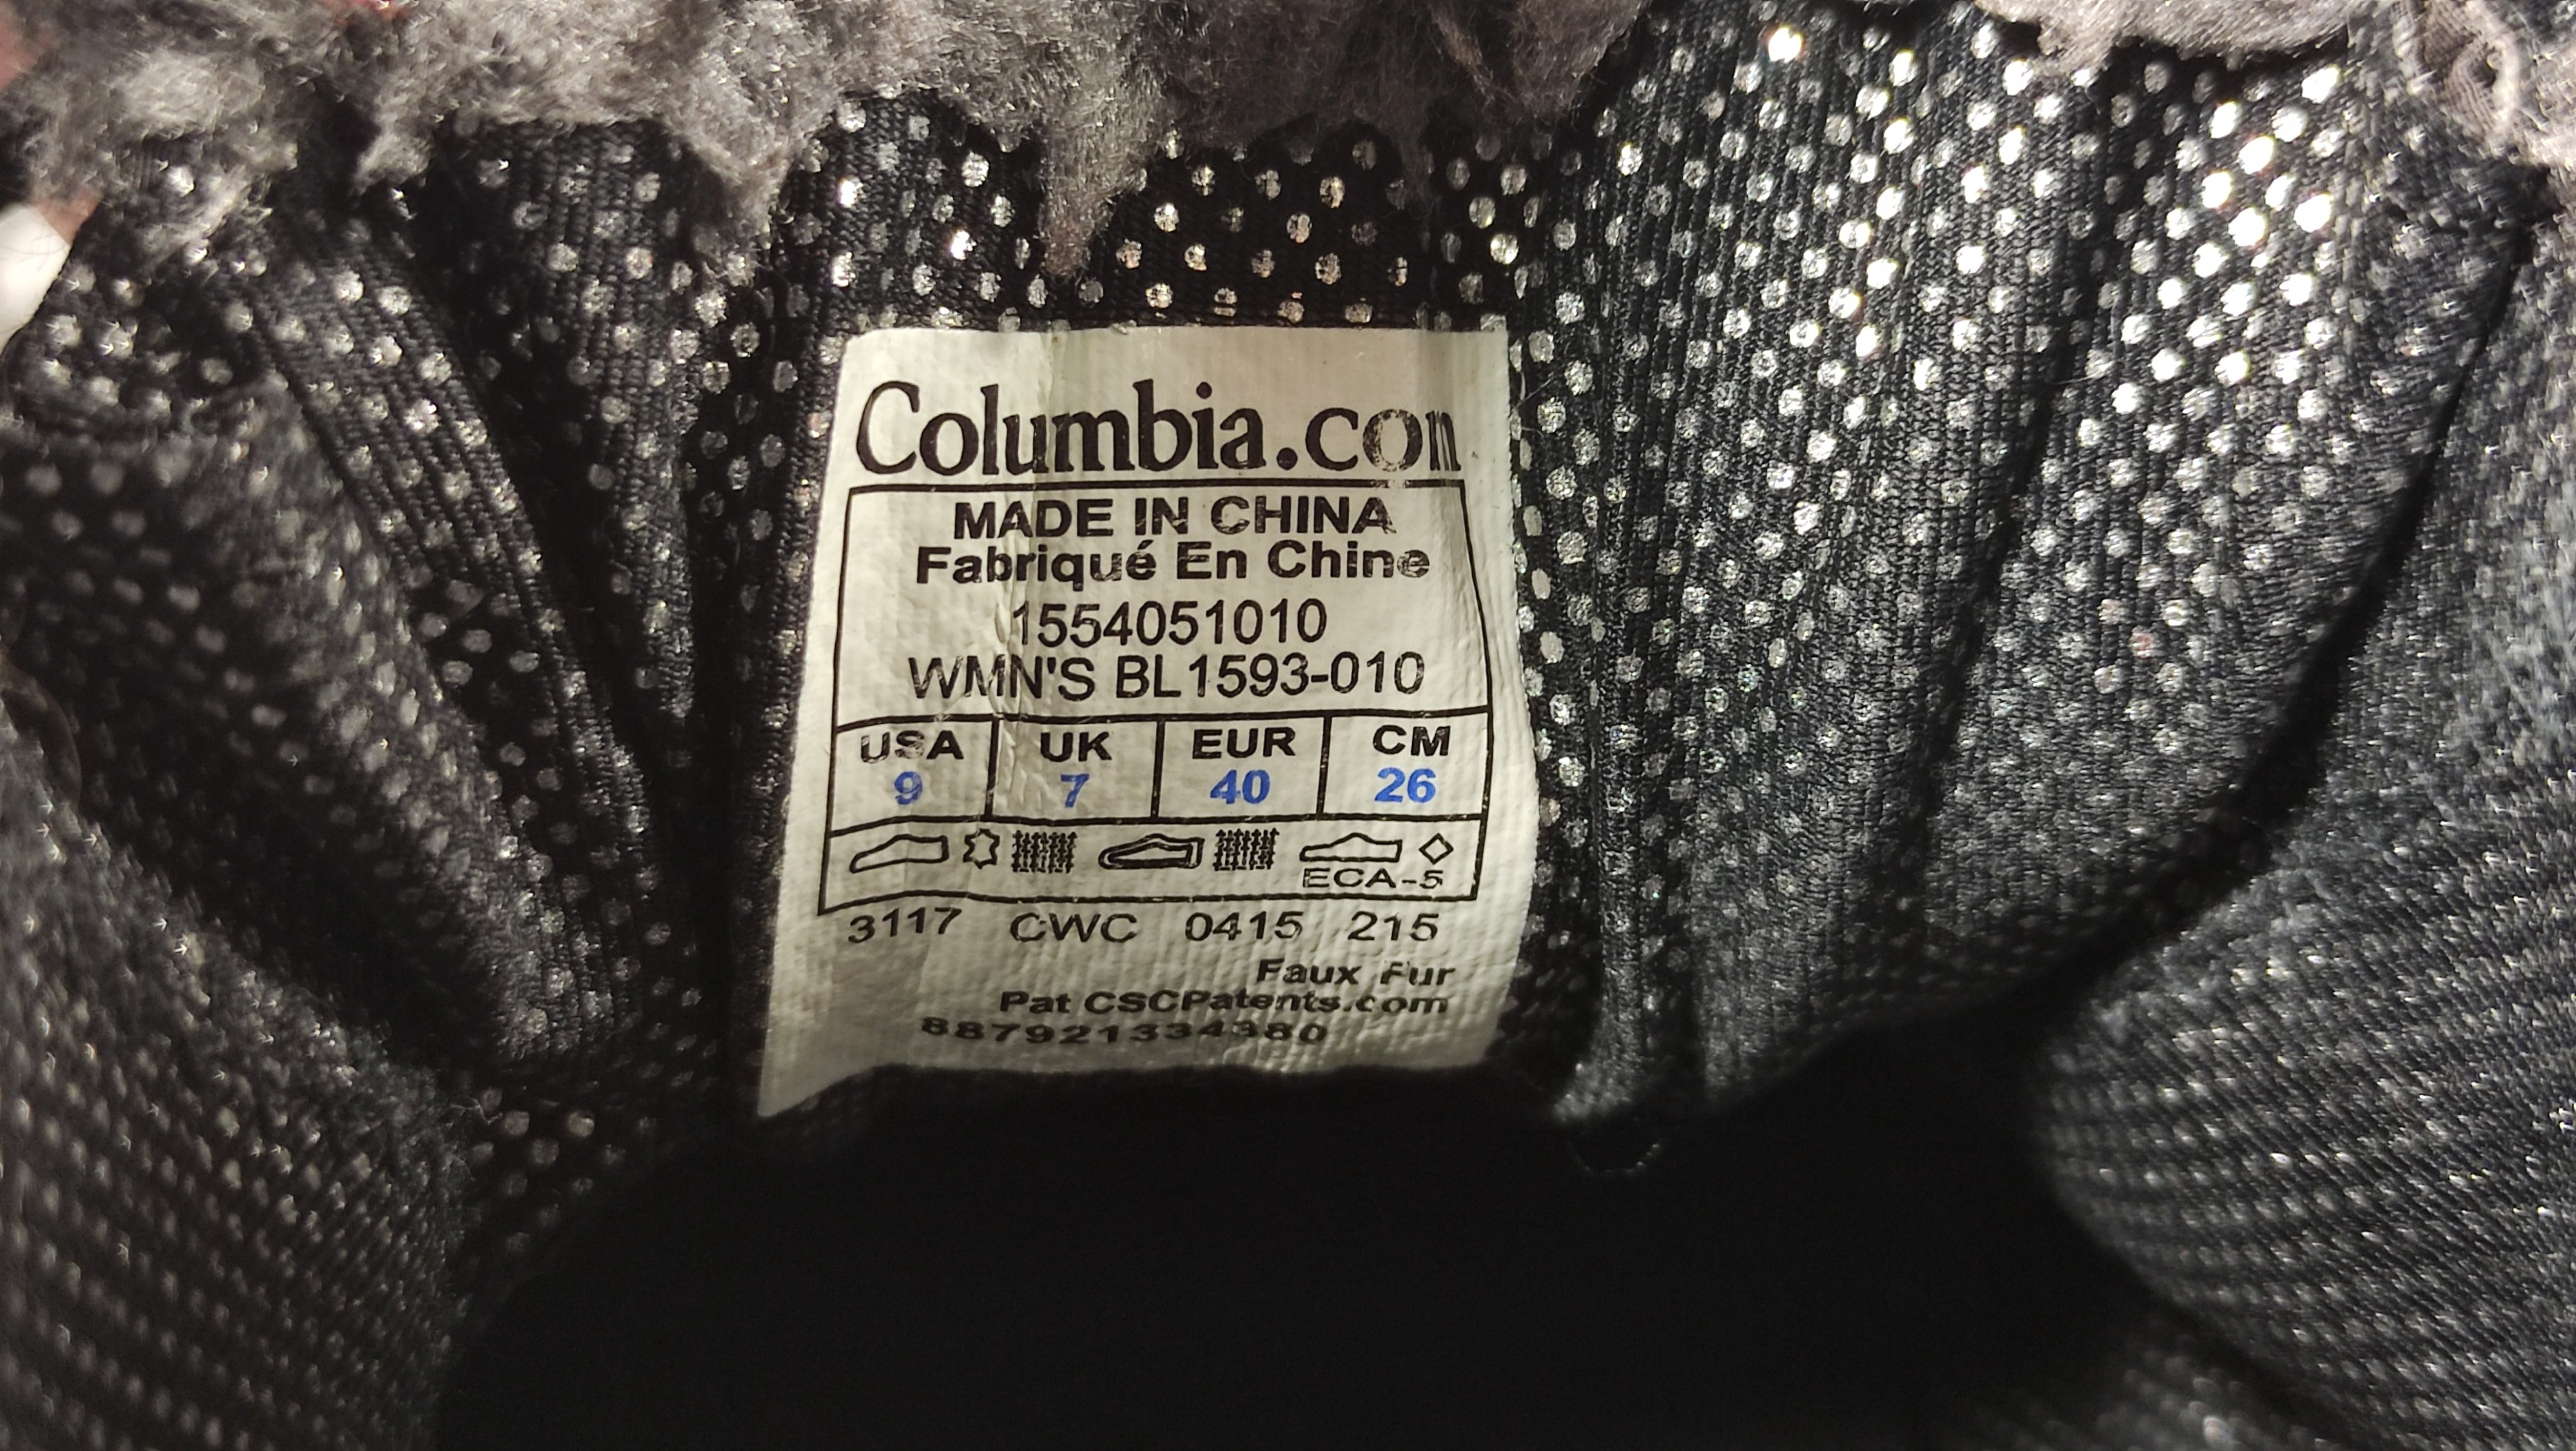 Columbia.com
MADE IN CHINA
Fabriqué En Chine
1554051010
WMN'S BL1593-010
USA UK EUR CM
9 7 40 26
ECA-5
3117 CWC 0415 215
Faux Fur
Pat CSCPatents.com
887921334380